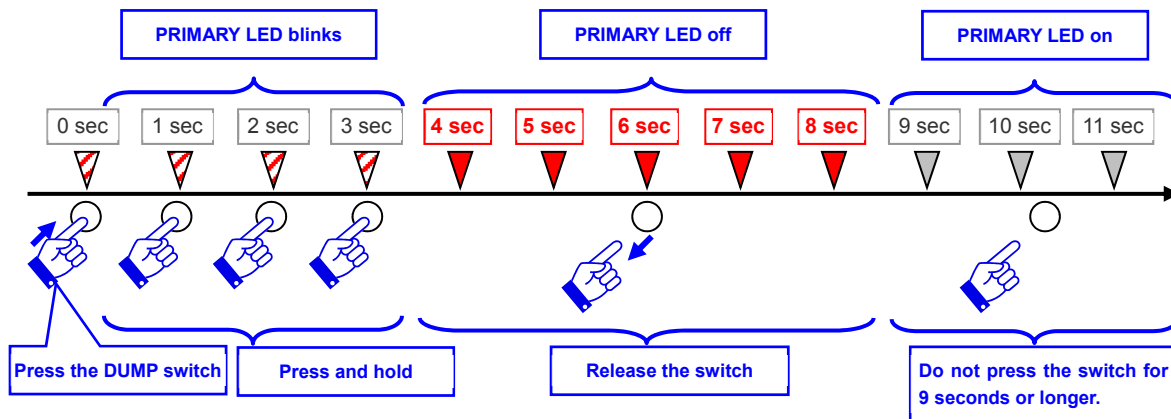 PRIMARY LED blinks
PRIMARY LED off
PRIMARY LED on
0 sec
1 sec
2 sec
3 sec
4 sec
5 sec
6 sec
7 sec
8 sec
9 sec
10 sec
11 sec
Press the DUMP switch
Press and hold
Release the switch
Do not press the switch for
9 seconds or longer.